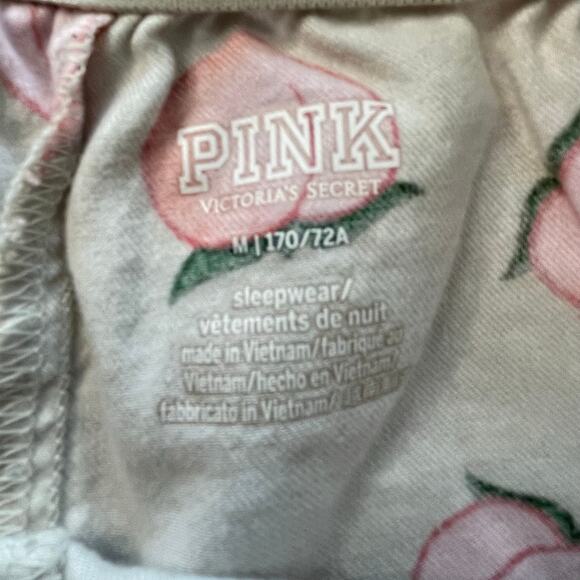 PINK
VICTORIA'S SECRET
M | 170/72A
sleepwear/
vêtements de nuit
made in Vietnam/fabriqué au
Vietnam/hecho en Vietnam/
fabbricato in Vietnam/